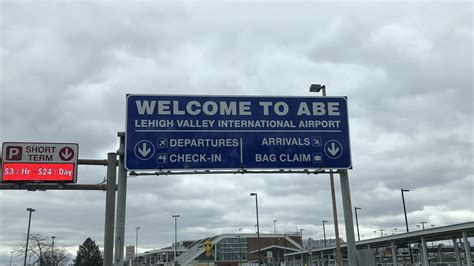 WELCOME TO ABE
LEHIGH VALLEY INTERNATIONAL AIRPORT
DEPARTURES
CHECK-IN
ARRIVALS
BAG CLAIM
P SHORT TERM
$3 / Hr $24 / Day